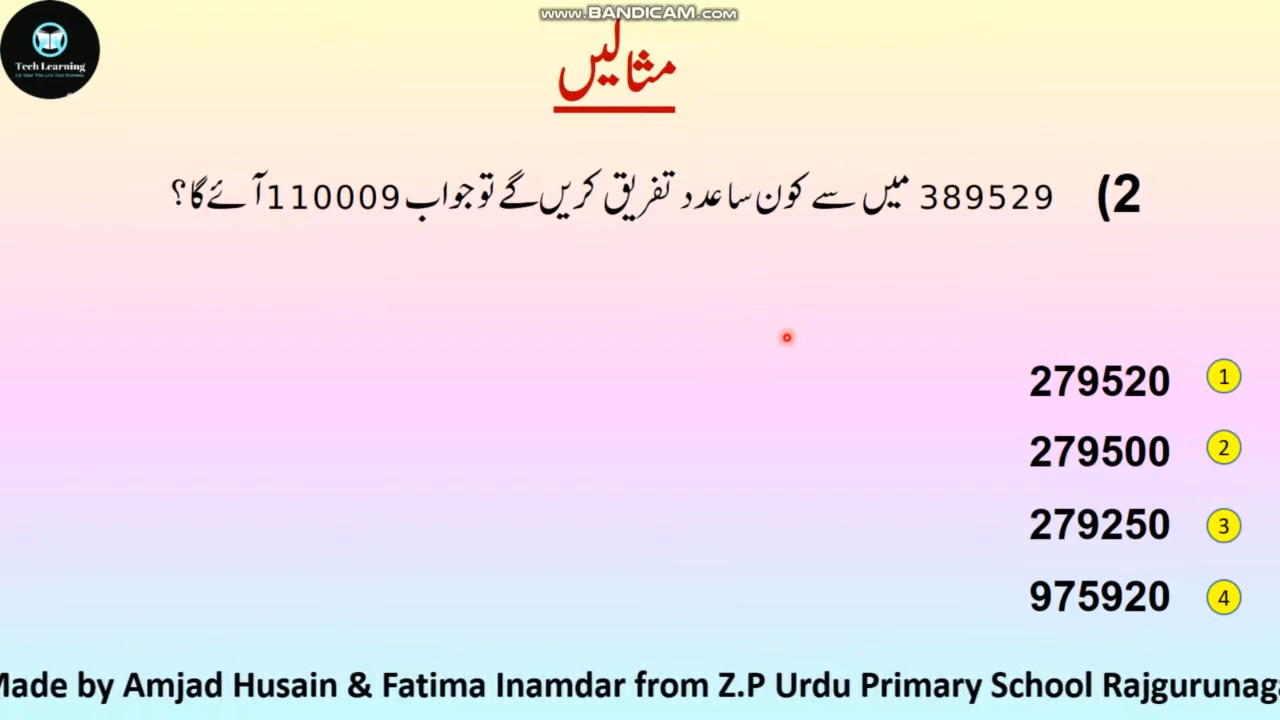 www.BANDICAM.com
Tech Learning
مثالیں
2) 389529 میں سے کون سا عدد تفریق کریں گے تو جواب 110009 آئے گا؟
1 279520
2 279500
3 279250
4 975920
Made by Amjad Husain & Fatima Inamdar from Z.P Urdu Primary School Rajgurunaga